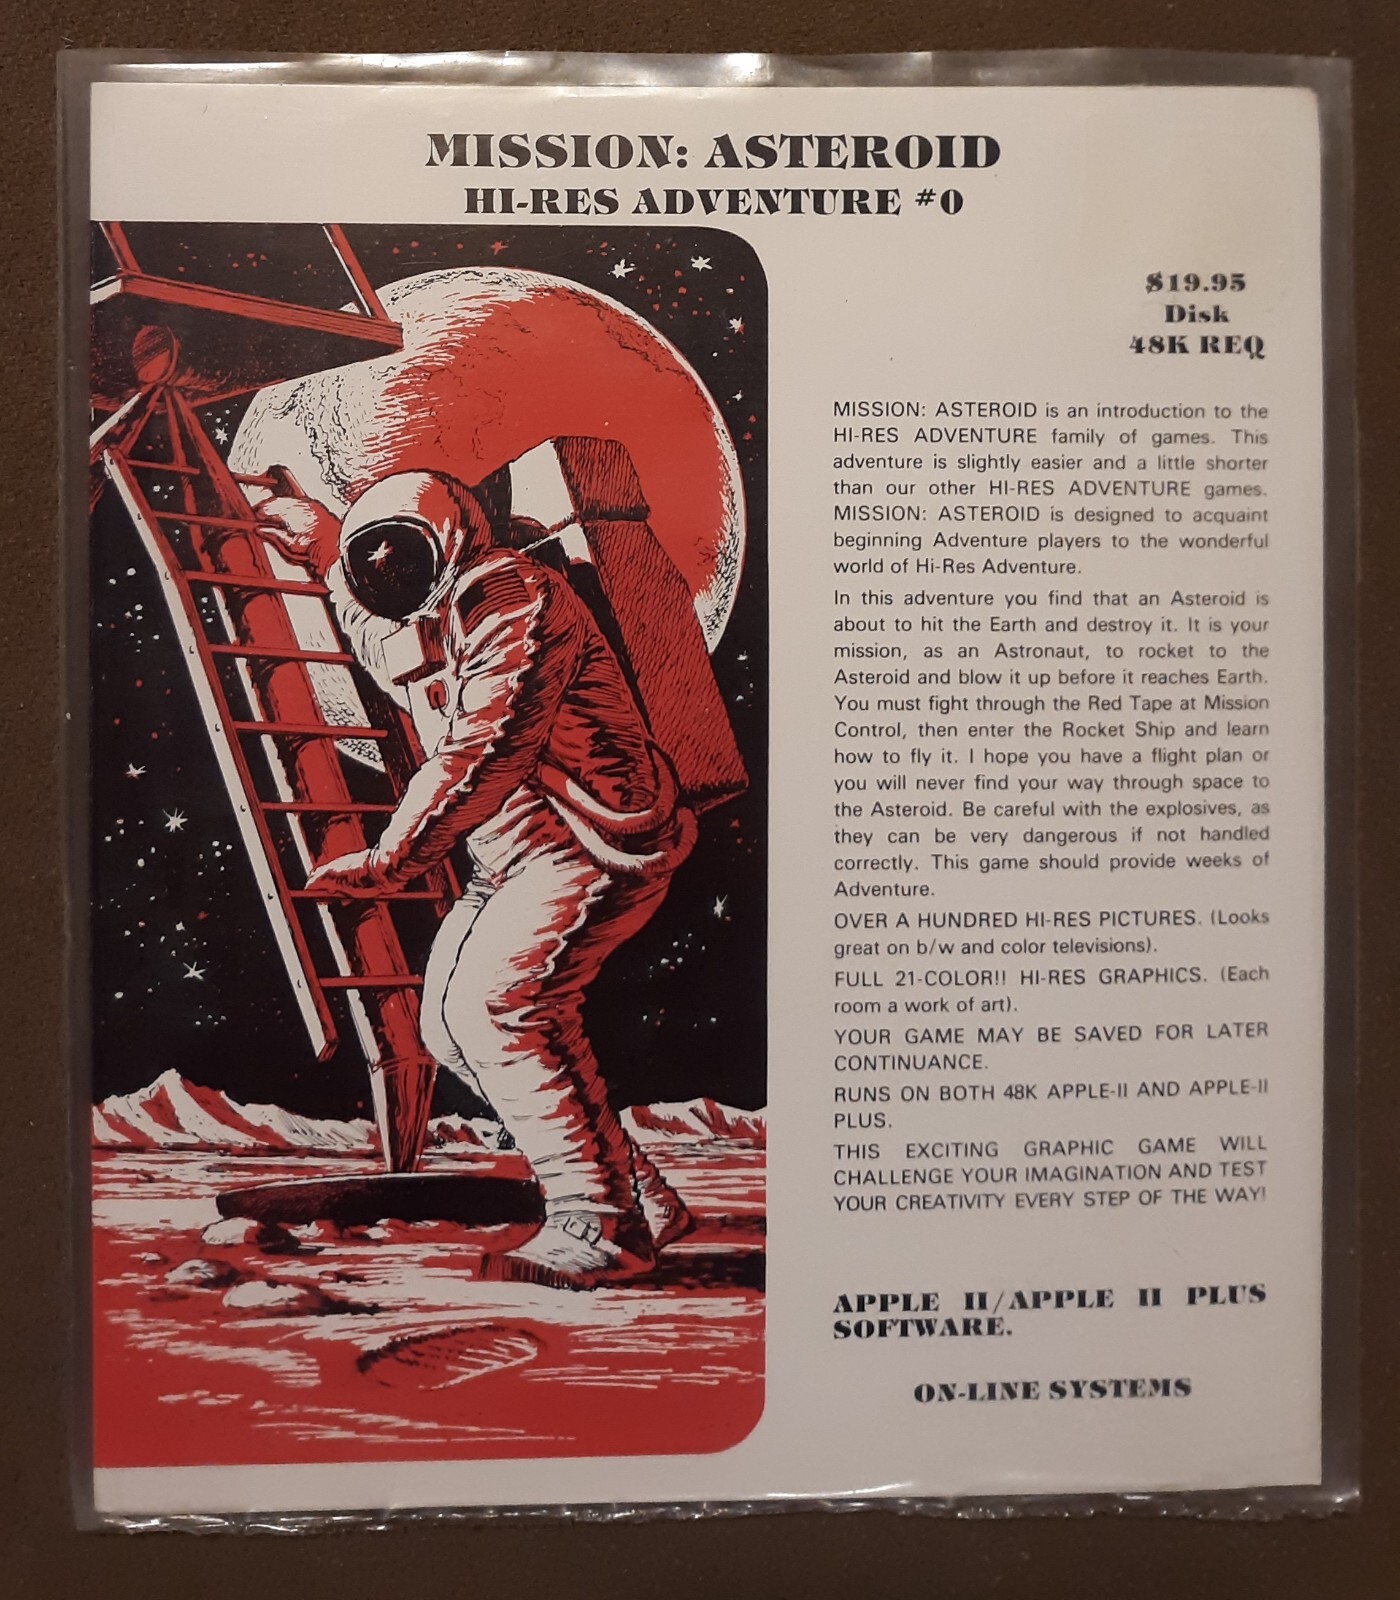 MISSION: ASTEROID
HI-RES ADVENTURE #0
$19.95
Disk
48K REQ
MISSION: ASTEROID is an introduction to the
HI-RES ADVENTURE family of games. This
adventure is slightly easier and a little shorter
than our other HI-RES ADVENTURE games.
MISSION: ASTEROID is designed to acquaint
beginning Adventure players to the wonderful
world of Hi-Res Adventure.
In this adventure you find that an Asteroid is
about to hit the Earth and destroy it. It is your
mission, as an Astronaut, to rocket to the
Asteroid and blow it up before it reaches Earth.
You must fight through the Red Tape at Mission
Control, then enter the Rocket Ship and learn
how to fly it. I hope you have a flight plan or
you will never find your way through space to
the Asteroid. Be careful with the explosives, as
they can be very dangerous if not handled
correctly. This game should provide weeks of
Adventure.
OVER A HUNDRED HI-RES PICTURES. (Looks
great on b/w and color televisions).
FULL 21-COLOR!! HI-RES GRAPHICS. (Each
room a work of art).
YOUR GAME MAY BE SAVED FOR LATER
CONTINUANCE.
RUNS ON BOTH 48K APPLE-II AND APPLE-II
PLUS.
THIS EXCITING GRAPHIC GAME WILL
CHALLENGE YOUR IMAGINATION AND TEST
YOUR CREATIVITY EVERY STEP OF THE WAY!
APPLE II/APPLE II PLUS
SOFTWARE.
ON-LINE SYSTEMS